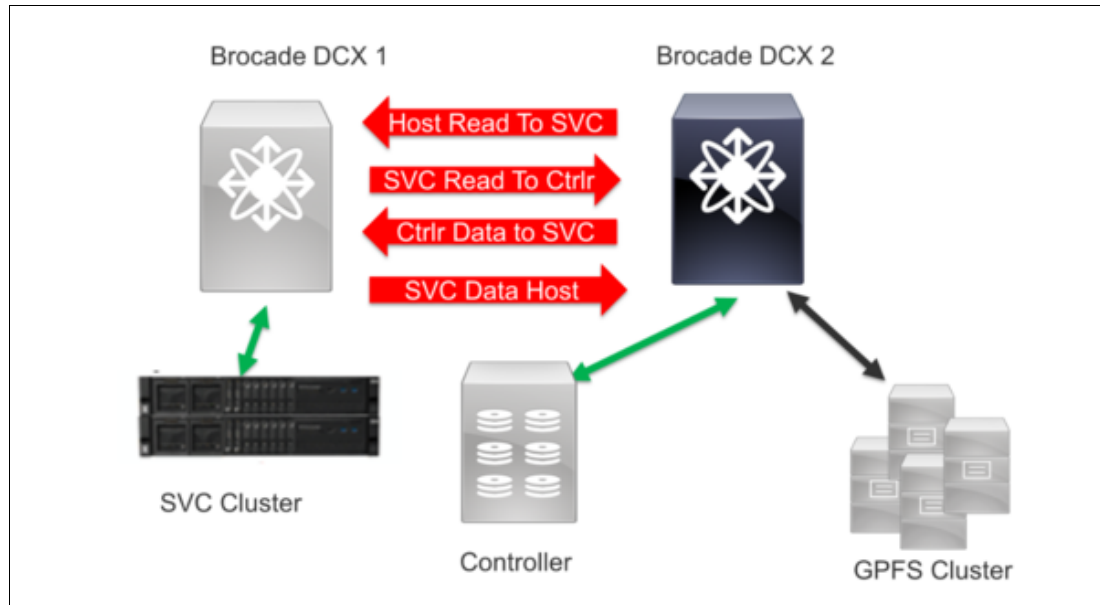 Brocade DCX 1
Brocade DCX 2
Host Read To SVC
SVC Read To Ctrlr
Ctrlr Data to SVC
SVC Data Host
SVC Cluster
Controller
GPFS Cluster